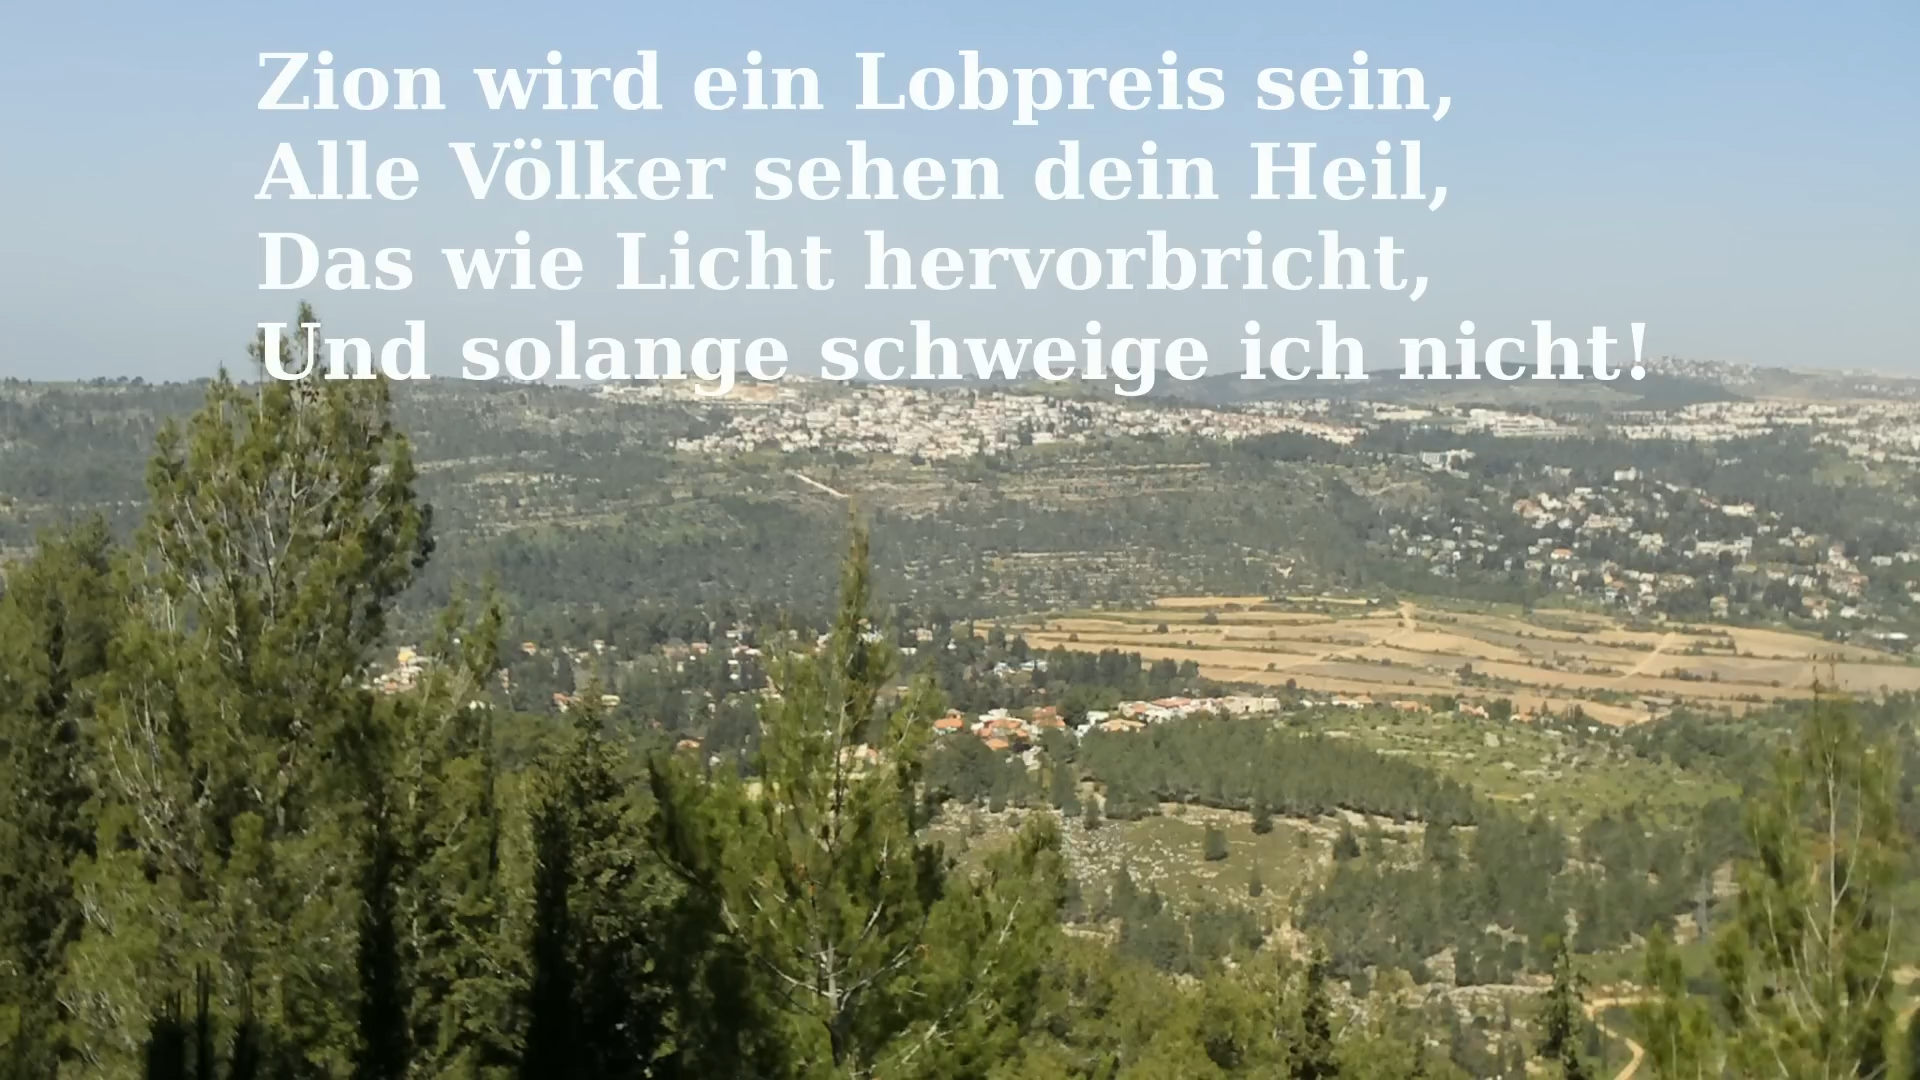 Zion wird ein Lobpreis sein,
Alle Völker sehen dein Heil,
Das wie Licht hervorbricht,
Und solange schweige ich nicht!